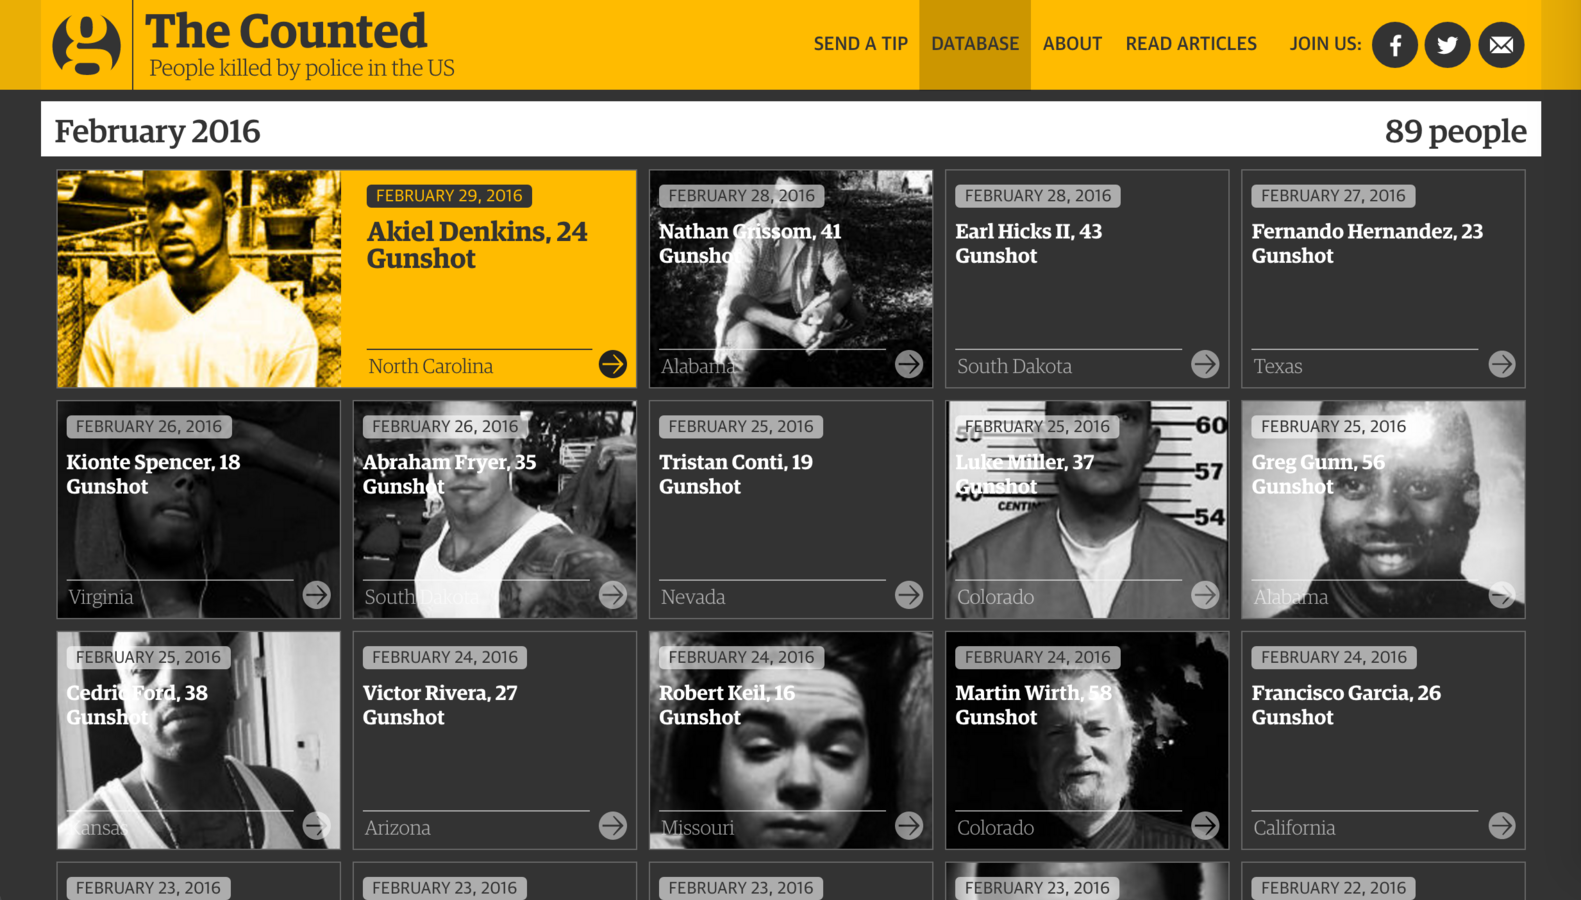 The Counted
People killed by police in the US
SEND A TIP
DATABASE
ABOUT
READ ARTICLES
JOIN US:
February 2016
89 people
FEBRUARY 29, 2016
Akiel Denkins, 24
Gunshot
North Carolina
FEBRUARY 28, 2016
Nathan Grissom, 41
Gunshot
Alabama
FEBRUARY 28, 2016
Earl Hicks II, 43
Gunshot
South Dakota
FEBRUARY 27, 2016
Fernando Hernandez, 23
Gunshot
Texas
FEBRUARY 26, 2016
Kionte Spencer, 18
Gunshot
Virginia
FEBRUARY 26, 2016
Abraham Fryer, 35
Gunshot
South Dakota
FEBRUARY 25, 2016
Tristan Conti, 19
Gunshot
Nevada
FEBRUARY 25, 2016
Luke Miller, 37
Gunshot
Colorado
50
40
CENTIM
60
57
54
FEBRUARY 25, 2016
Greg Gunn, 56
Gunshot
Alabama
FEBRUARY 25, 2016
Cedric Ford, 38
Gunshot
Kansas
FEBRUARY 24, 2016
Victor Rivera, 27
Gunshot
Arizona
FEBRUARY 24, 2016
Robert Keil, 16
Gunshot
Missouri
FEBRUARY 24, 2016
Martin Wirth, 58
Gunshot
Colorado
FEBRUARY 24, 2016
Francisco Garcia, 26
Gunshot
California
FEBRUARY 23, 2016
FEBRUARY 23, 2016
FEBRUARY 23, 2016
FEBRUARY 23, 2016
FEBRUARY 22, 2016